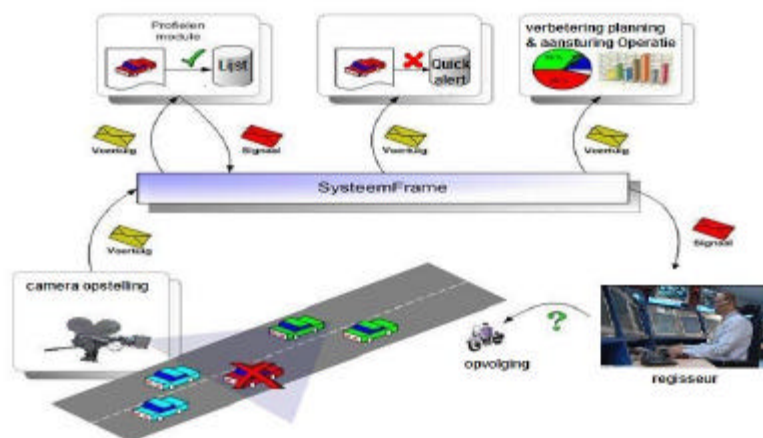 Profielen
module
Lijst
Quick
alert
verbetering planning
& aansturing Operatie
Voertuig
Signaal
Voertuig
Voertuig
SysteemFrame
Voertuig
Signaal
camera opstelling
?
opvolging
regisseur